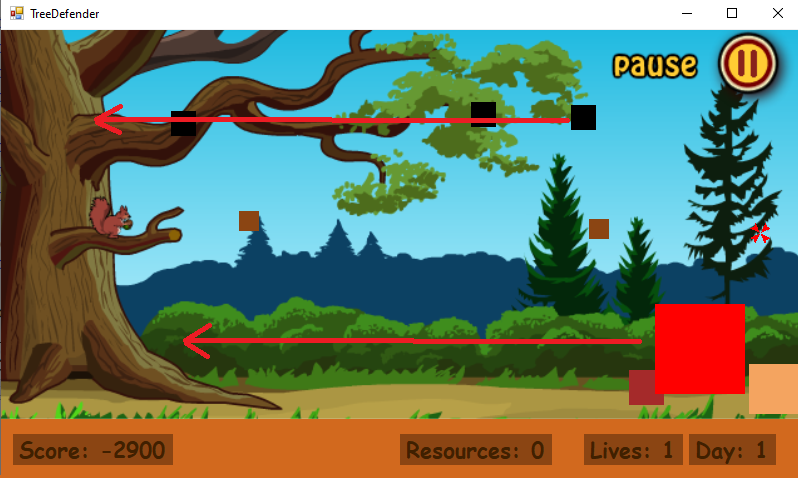 TreeDefender
pause
Score: -2900
Resources: 0
Lives: 1
Day: 1